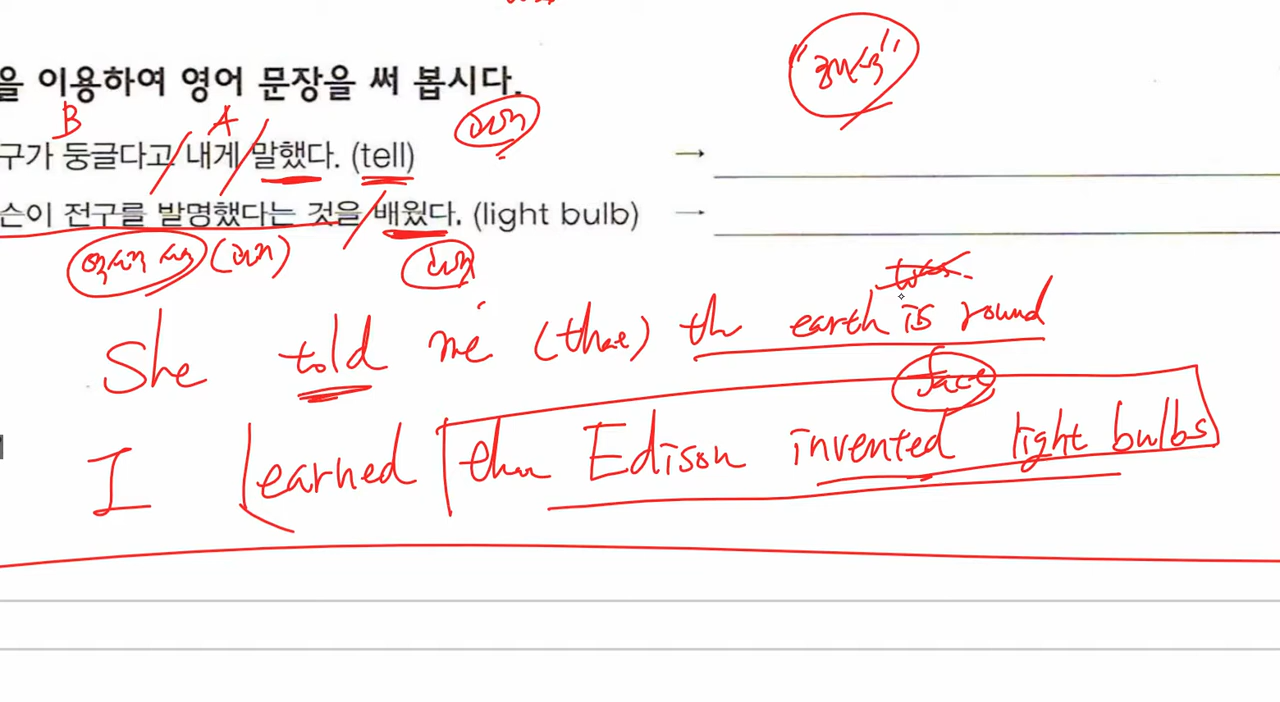 을 이용하여 영어 문장을 써 봅시다.
B A
구가 둥글다고 / 내게 / 말했다. (tell) →
슨이 전구를 발명했다는 것을 / 배웠다. (light bulb) →
She told me (that) th earth is round
fact
I learned that Edison invented light bulbs